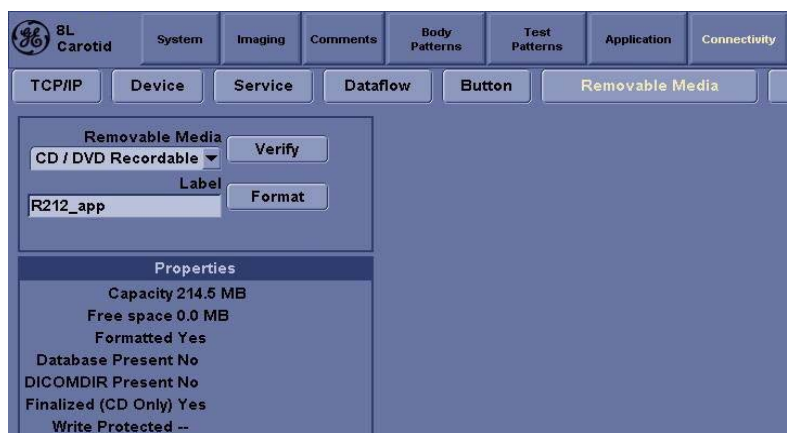 8L
Carotid
System
Imaging
Comments
Body
Patterns
Test
Patterns
Application
Connectivity
TCP/IP
Device
Service
Dataflow
Button
Removable Media
Removable Media
CD / DVD Recordable
Verify
Label
R212_app
Format
Properties
Capacity 214.5 MB
Free space 0.0 MB
Formatted Yes
Database Present No
DICOMDIR Present No
Finalized (CD Only) Yes
Write Protected --